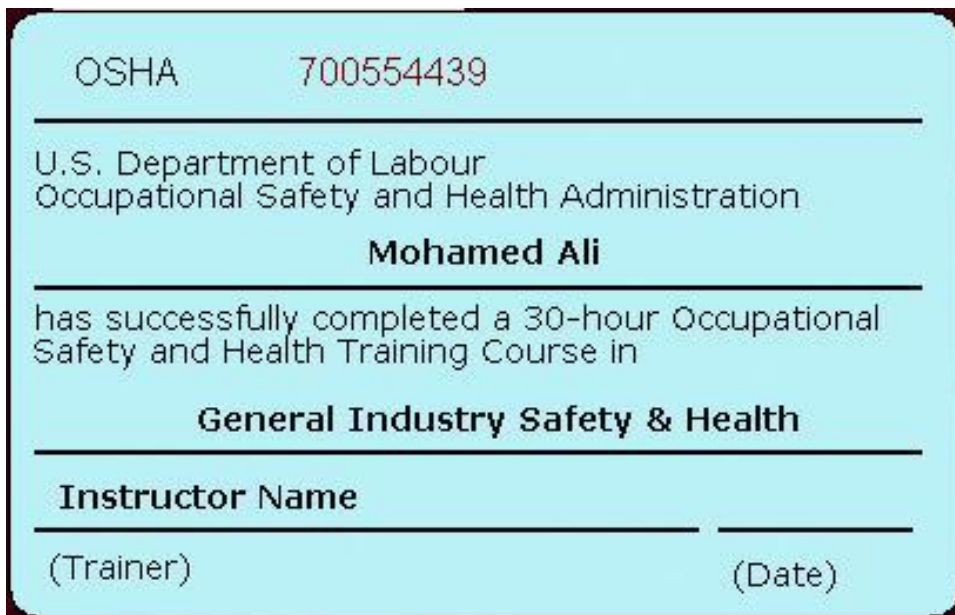 OSHA 700554439
U.S. Department of Labour
Occupational Safety and Health Administration
Mohamed Ali
has successfully completed a 30-hour Occupational
Safety and Health Training Course in
General Industry Safety & Health
Instructor Name
(Trainer) (Date)